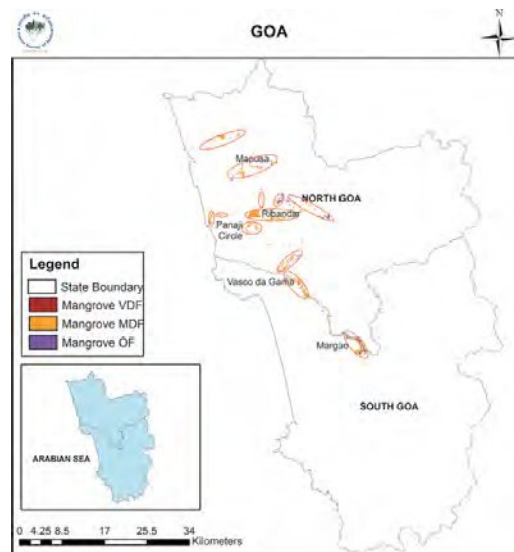 GOA
N
Mapusa
NORTH GOA
Ribandar
Panaji
Circle
Vasco da Gama
Margao
SOUTH GOA
Legend
State Boundary
Mangrove VDF
Mangrove MDF
Mangrove OF
ARABIAN SEA
0 4.25 8.5 17 25.5 34
Kilometers